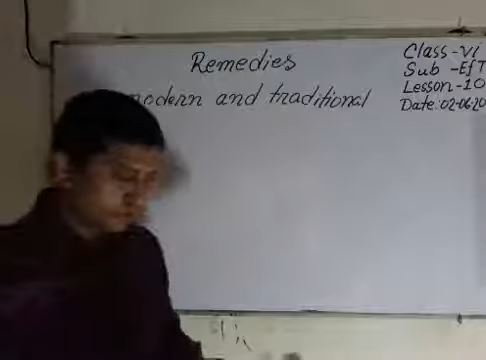 Remedies
modern and traditional
Class-VI
Sub -EfT
Lesson-10
Date:02-06-20